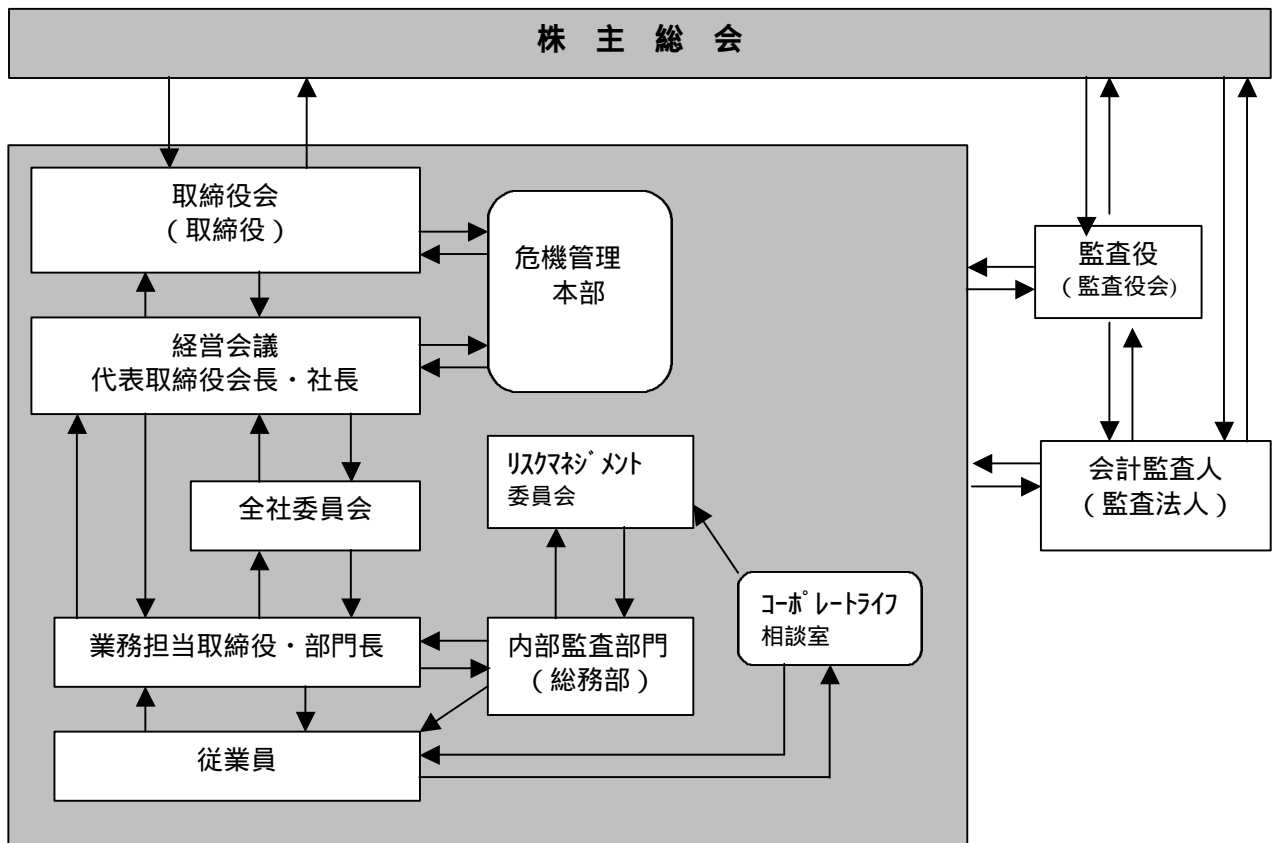 株 主 総 会
取締役会
（取締役）
危機管理
本部
監査役
（監査役会)
経営会議
代表取締役会長・社長
ﾘｽｸﾏﾈｼﾞﾒﾝﾄ
委員会
会計監査人
（監査法人）
全社委員会
ｺｰﾎﾟﾚｰﾄﾗｲﾌ
相談室
業務担当取締役・部門長
内部監査部門
（総務部）
従業員